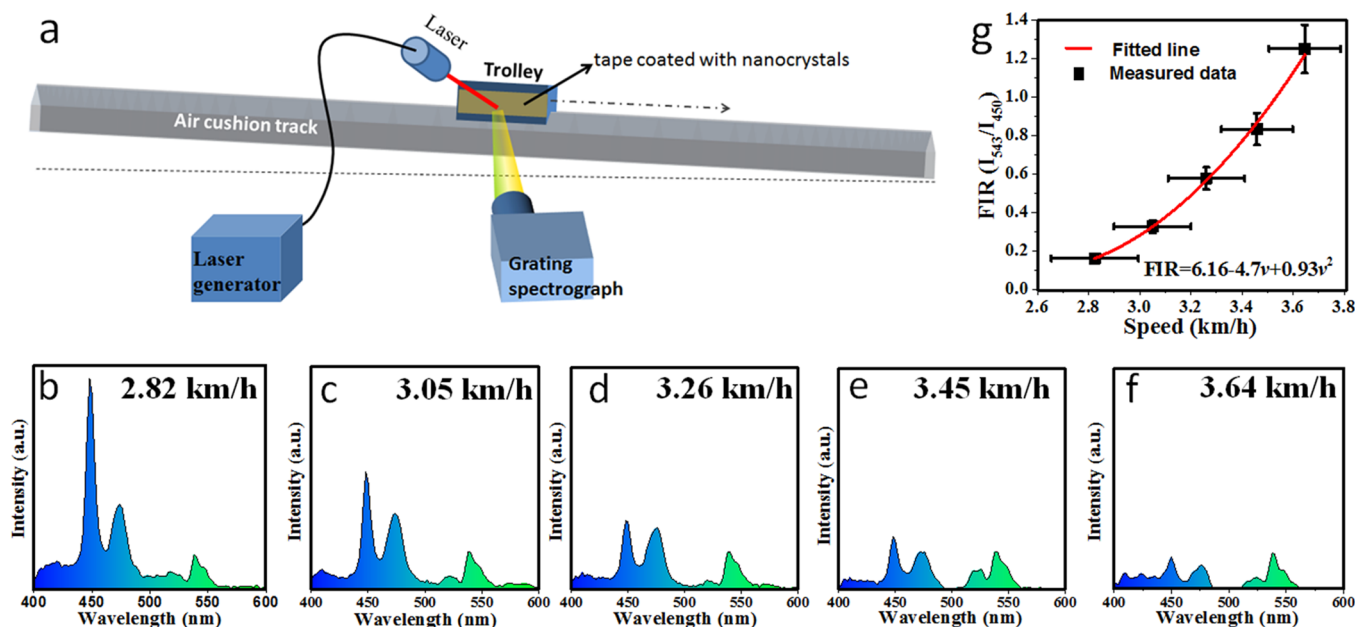 a
Laser
Trolley
tape coated with nanocrystals
Air cushion track
Laser
generator
Grating
spectrograph
g
1.4
1.2
1.0
0.8
0.6
0.4
0.2
0.0
FIR (I543/I450)
Fitted line
Measured data
FIR=6.16-4.7v+0.93v²
2.6 2.8 3.0 3.2 3.4 3.6 3.8
Speed (km/h)
b
2.82 km/h
Intensity (a.u.)
400 450 500 550 600
Wavelength (nm)
c
3.05 km/h
Intensity (a.u.)
400 450 500 550 600
Wavelength (nm)
d
3.26 km/h
Intensity (a.u.)
400 450 500 550 600
Wavelength (nm)
e
3.45 km/h
Intensity (a.u.)
400 450 500 550 600
Wavelength (nm)
f
3.64 km/h
Intensity (a.u.)
400 450 500 550 600
Wavelength (nm)